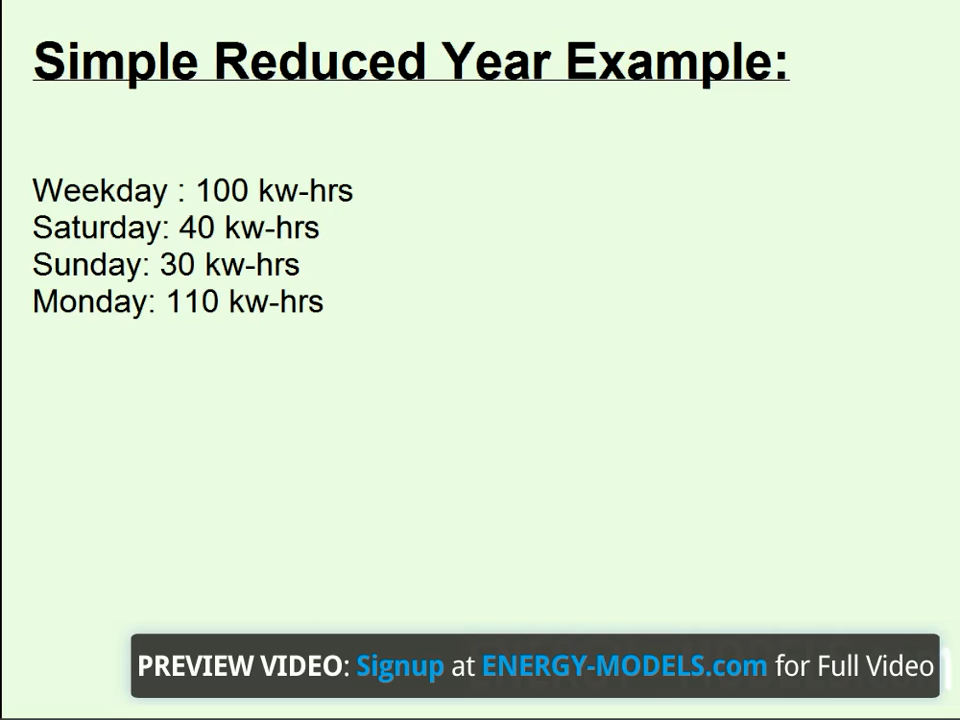 Simple Reduced Year Example:
Weekday : 100 kw-hrs
Saturday: 40 kw-hrs
Sunday: 30 kw-hrs
Monday: 110 kw-hrs
PREVIEW VIDEO: Signup at ENERGY-MODELS.com for Full Video